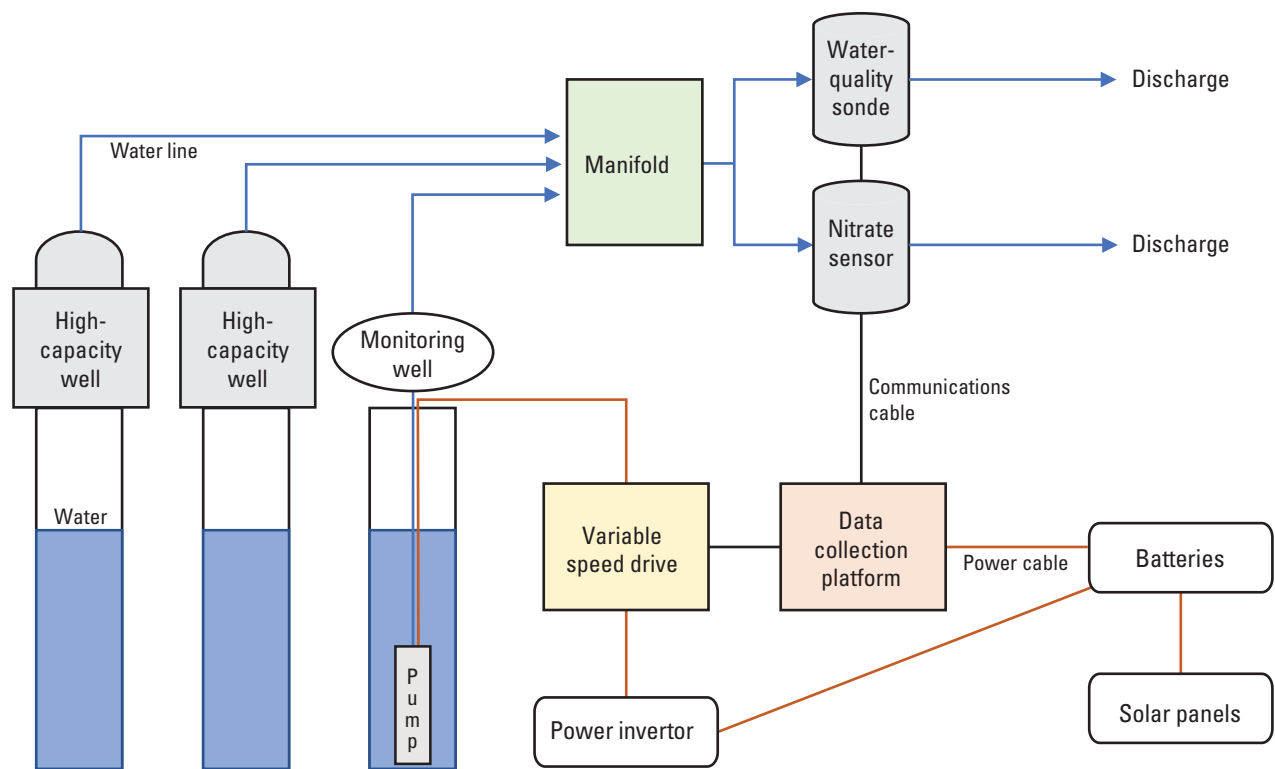 Water-
quality
sonde
Discharge
Water line
Manifold
Nitrate
sensor
Discharge
High-
capacity
well
High-
capacity
well
Monitoring
well
Communications
cable
Water
Variable
speed drive
Data
collection
platform
Power cable
Batteries
Pump
Power invertor
Solar panels